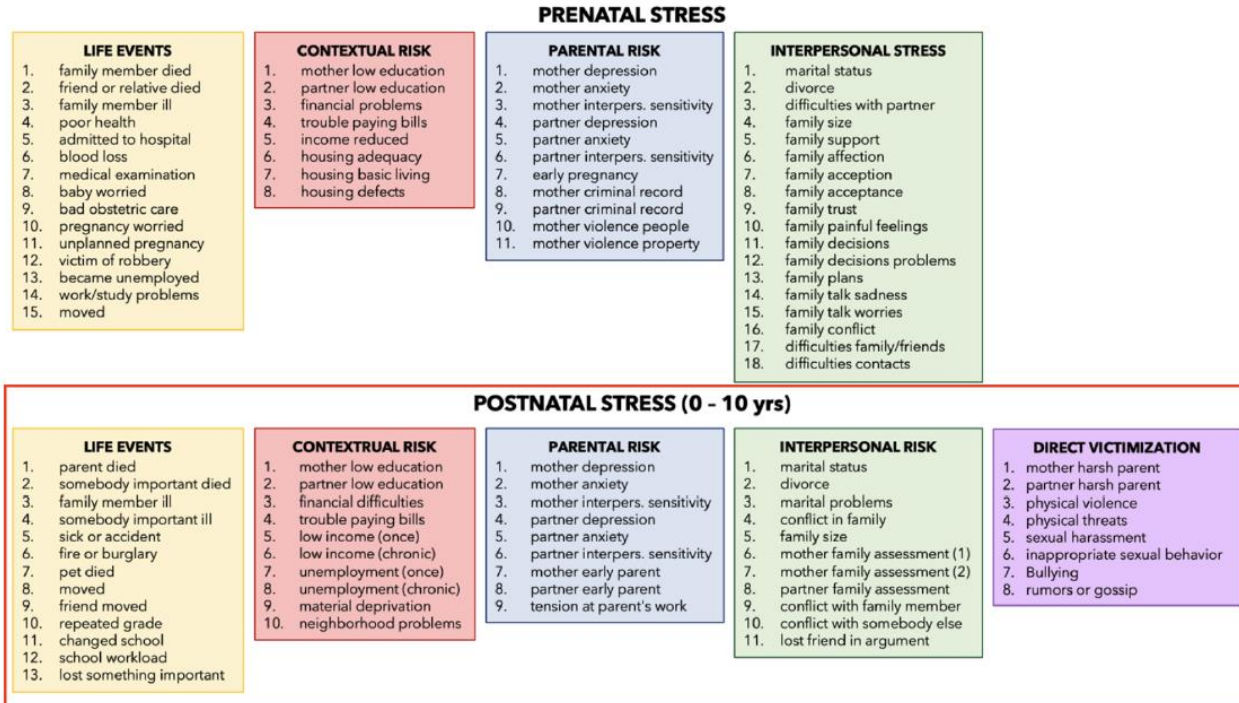 PRENATAL STRESS
LIFE EVENTS
1. family member died
2. friend or relative died
3. family member ill
4. poor health
5. admitted to hospital
6. blood loss
7. medical examination
8. baby worried
9. bad obstetric care
10. pregnancy worried
11. unplanned pregnancy
12. victim of robbery
13. became unemployed
14. work/study problems
15. moved
CONTEXTUAL RISK
1. mother low education
2. partner low education
3. financial problems
4. trouble paying bills
5. income reduced
6. housing adequacy
7. housing basic living
8. housing defects
PARENTAL RISK
1. mother depression
2. mother anxiety
3. mother interpers. sensitivity
4. partner depression
5. partner anxiety
6. partner interpers. sensitivity
7. early pregnancy
8. mother criminal record
9. partner criminal record
10. mother violence people
11. mother violence property
INTERPERSONAL STRESS
1. marital status
2. divorce
3. difficulties with partner
4. family size
5. family support
6. family affection
7. family acception
8. family acceptance
9. family trust
10. family painful feelings
11. family decisions
12. family decisions problems
13. family plans
14. family talk sadness
15. family talk worries
16. family conflict
17. difficulties family/friends
18. difficulties contacts
POSTNATAL STRESS (0 - 10 yrs)
LIFE EVENTS
1. parent died
2. somebody important died
3. family member ill
4. somebody important ill
5. sick or accident
6. fire or burglary
7. pet died
8. moved
9. friend moved
10. repeated grade
11. changed school
12. school workload
13. lost something important
CONTEXTRUAL RISK
1. mother low education
2. partner low education
3. financial difficulties
4. trouble paying bills
5. low income (once)
6. low income (chronic)
7. unemployment (once)
8. unemployment (chronic)
9. material deprivation
10. neighborhood problems
PARENTAL RISK
1. mother depression
2. mother anxiety
3. mother interpers. sensitivity
4. partner depression
5. partner anxiety
6. partner interpers. sensitivity
7. mother early parent
8. partner early parent
9. tension at parent's work
INTERPERSONAL RISK
1. marital status
2. divorce
3. marital problems
4. conflict in family
5. family size
6. mother family assessment (1)
7. mother family assessment (2)
8. partner family assessment
9. conflict with family member
10. conflict with somebody else
11. lost friend in argument
DIRECT VICTIMIZATION
1. mother harsh parent
2. partner harsh parent
3. physical violence
4. physical threats
5. sexual harassment
6. inappropriate sexual behavior
7. Bullying
8. rumors or gossip